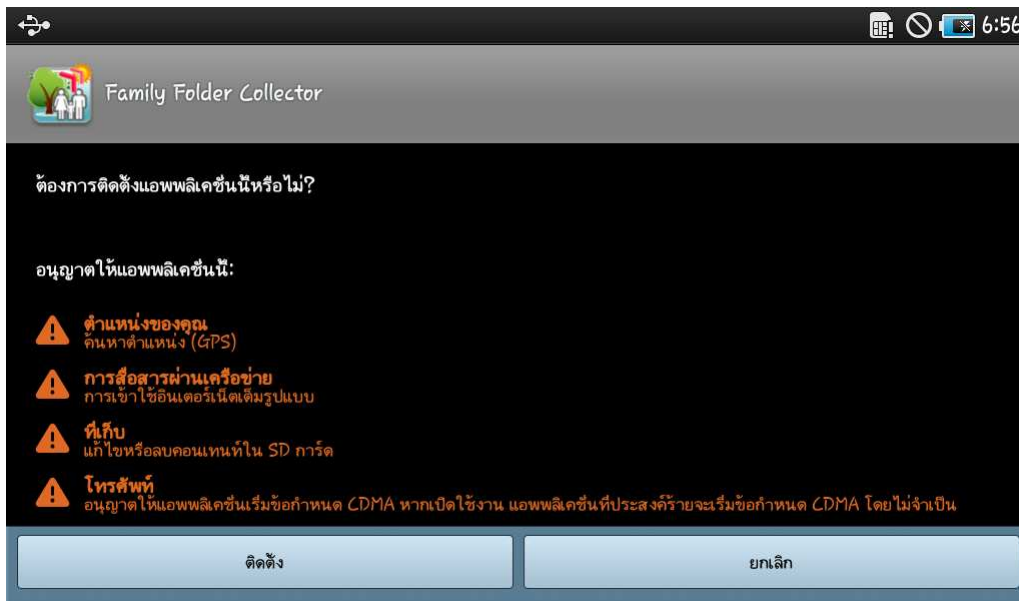 6:56
Family Folder Collector
ต้องการติดตั้งแอพพลิเคชั่นนี้หรือไม่?
อนุญาตให้แอพพลิเคชั่นนี้:
ตำแหน่งของคุณ
ค้นหาตำแหน่ง (GPS)
การสื่อสารผ่านเครือข่าย
การเข้าใช้อินเตอร์เน็ตเต็มรูปแบบ
ที่เก็บ
แก้ไขหรือลบคอนเทนท์ใน SD การ์ด
โทรศัพท์
อนุญาตให้แอพพลิเคชั่นเริ่มข้อกำหนด CDMA หากเปิดใช้งาน แอพพลิเคชั่นที่ประสงค์ร้ายจะเริ่มข้อกำหนด CDMA โดยไม่จำเป็น
ติดตั้ง
ยกเลิก